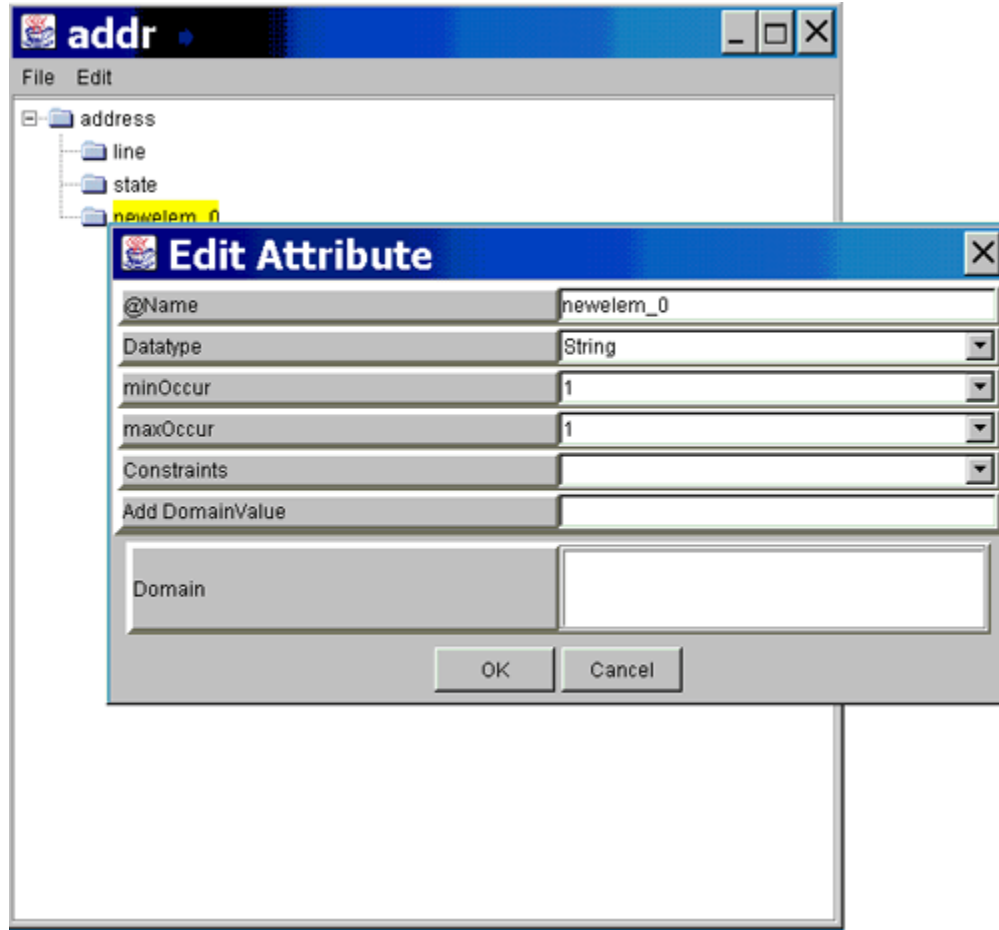 addr
File Edit
address
line
state
newelem_0
Edit Attribute
@Name newelem_0
Datatype String
minOccur 1
maxOccur 1
Constraints
Add DomainValue
Domain
OK Cancel